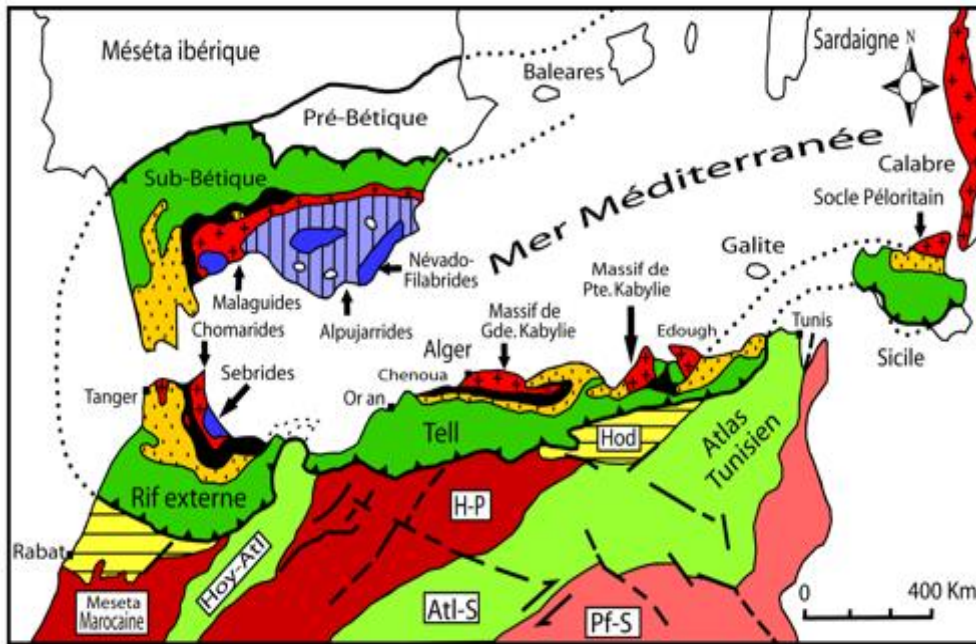 Méséta ibérique
Sardaigne
N
Baleares
Pré-Bétique
Mer Méditerranée
Calabre
Sub-Bétique
Socle Péloritain
Galite
Névado-
Filabrides
Massif de
Pte. Kabylie
Malaguides
Alpujarrides
Massif de
Gde. Kabylie
Chomarides
Edough
Tunis
Sebrides
Alger
Sicile
Chenoua
Tanger
Or an
Tell
Hod
Atlas
Tunisien
Rif externe
H-P
Rabat
Hoy-Atl
Meseta
Marocaine
Atl-S
Pf-S
0
400 Km